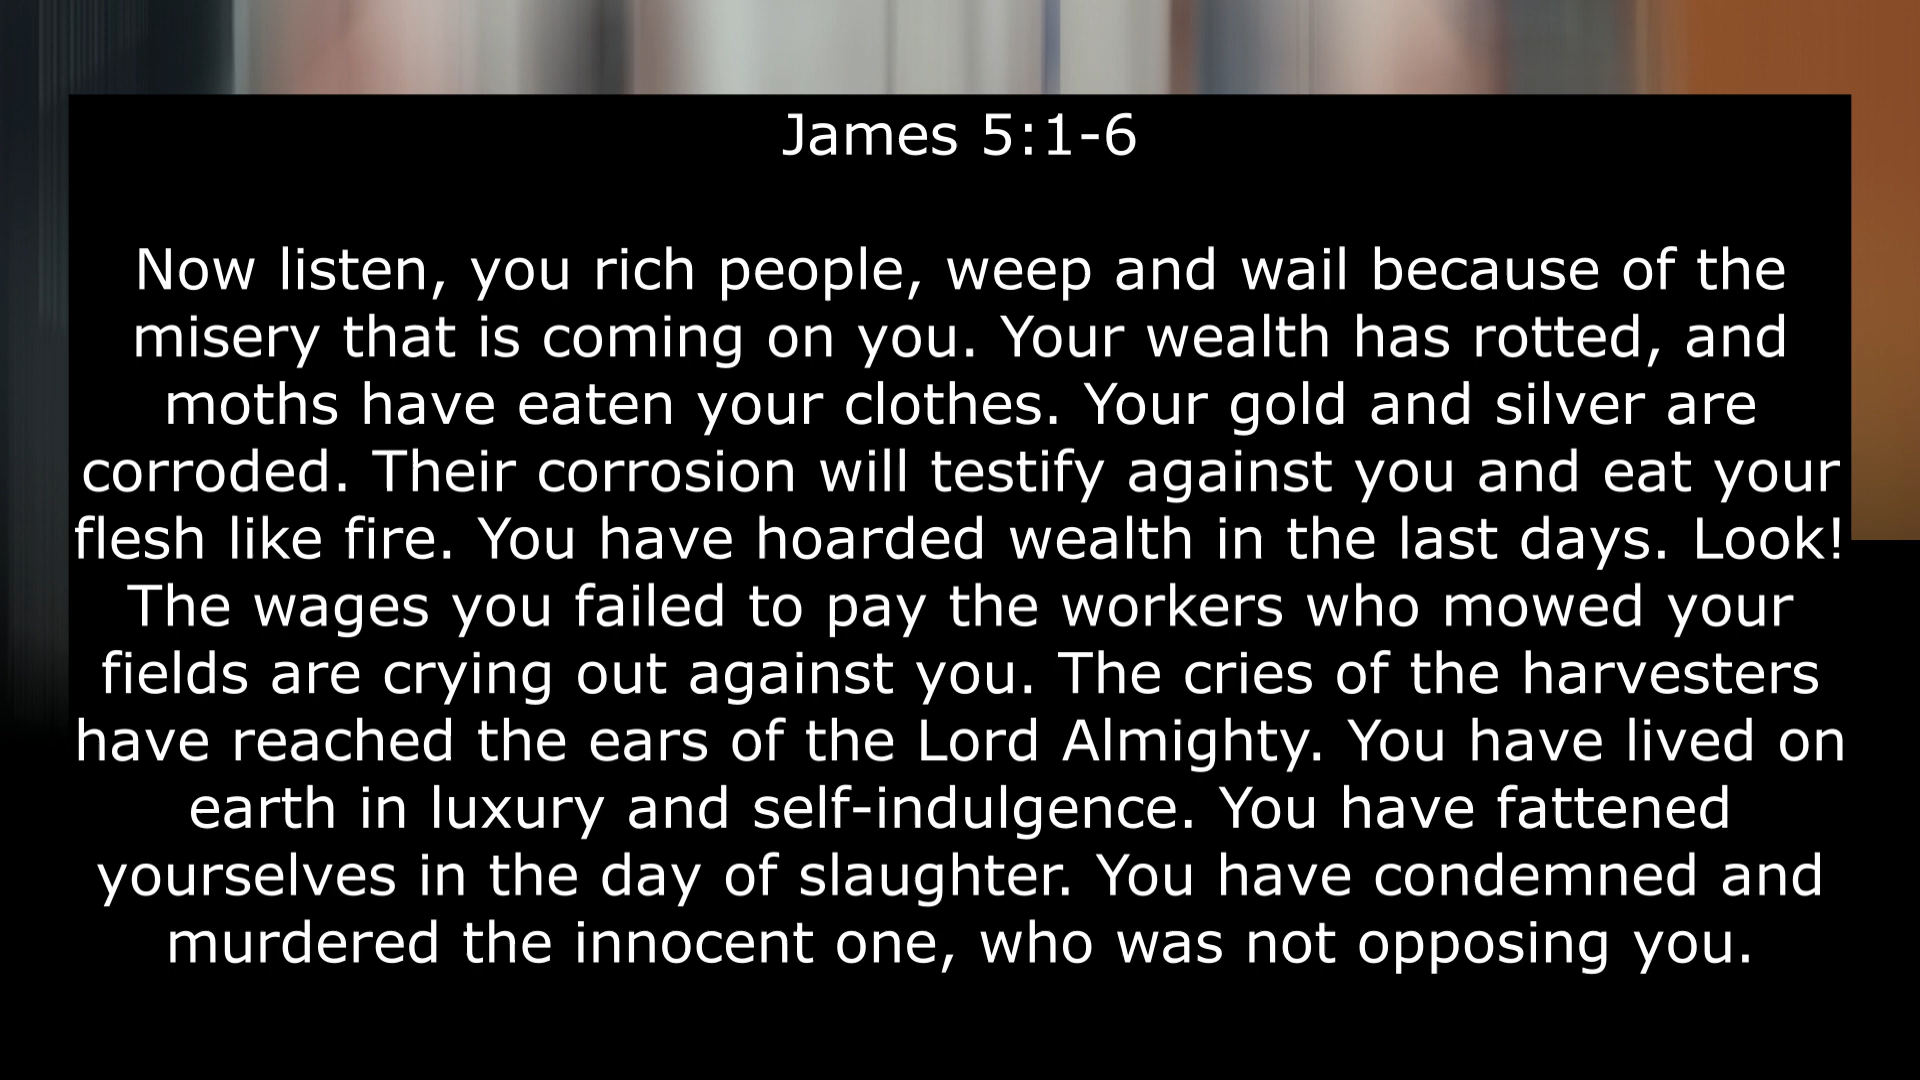 James 5:1-6
Now listen, you rich people, weep and wail because of the
misery that is coming on you. Your wealth has rotted, and
moths have eaten your clothes. Your gold and silver are
corroded. Their corrosion will testify against you and eat your
flesh like fire. You have hoarded wealth in the last days. Look!
The wages you failed to pay the workers who mowed your
fields are crying out against you. The cries of the harvesters
have reached the ears of the Lord Almighty. You have lived on
earth in luxury and self-indulgence. You have fattened
yourselves in the day of slaughter. You have condemned and
murdered the innocent one, who was not opposing you.